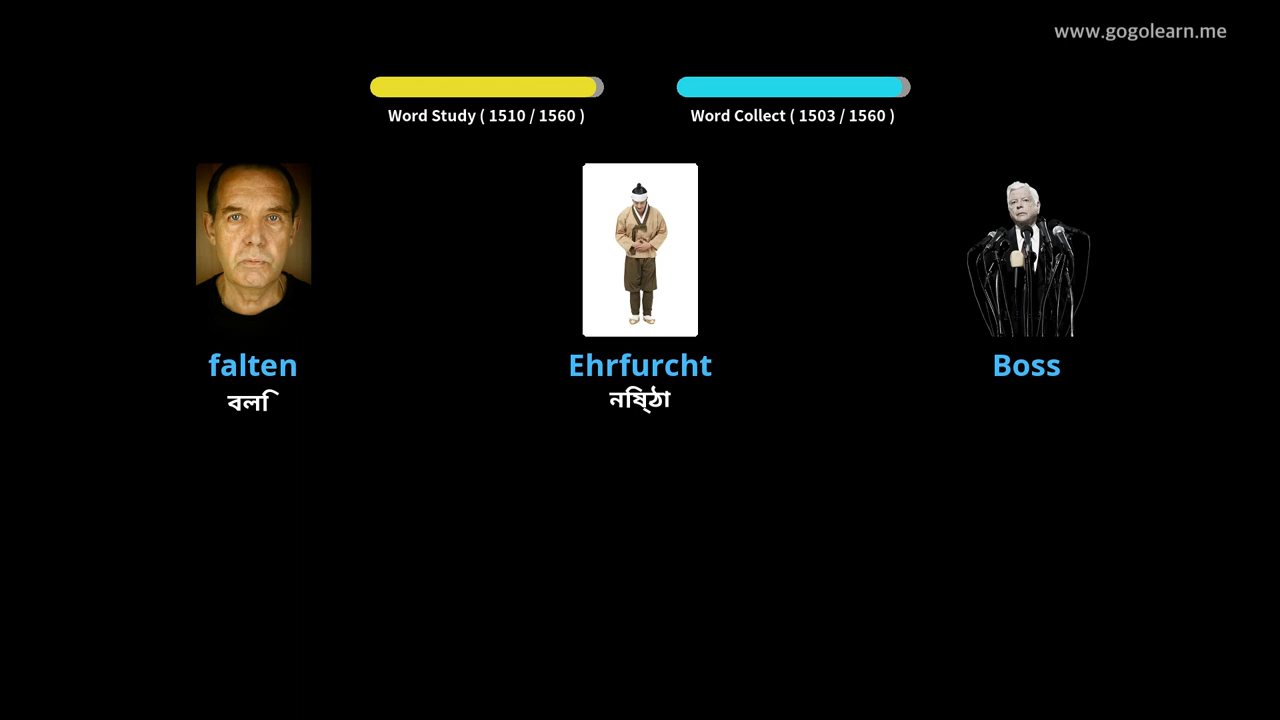 www.gogolearn.me
Word Study ( 1510 / 1560 )
Word Collect ( 1503 / 1560 )
falten
বলি
Ehrfurcht
নিষ্ঠা
Boss